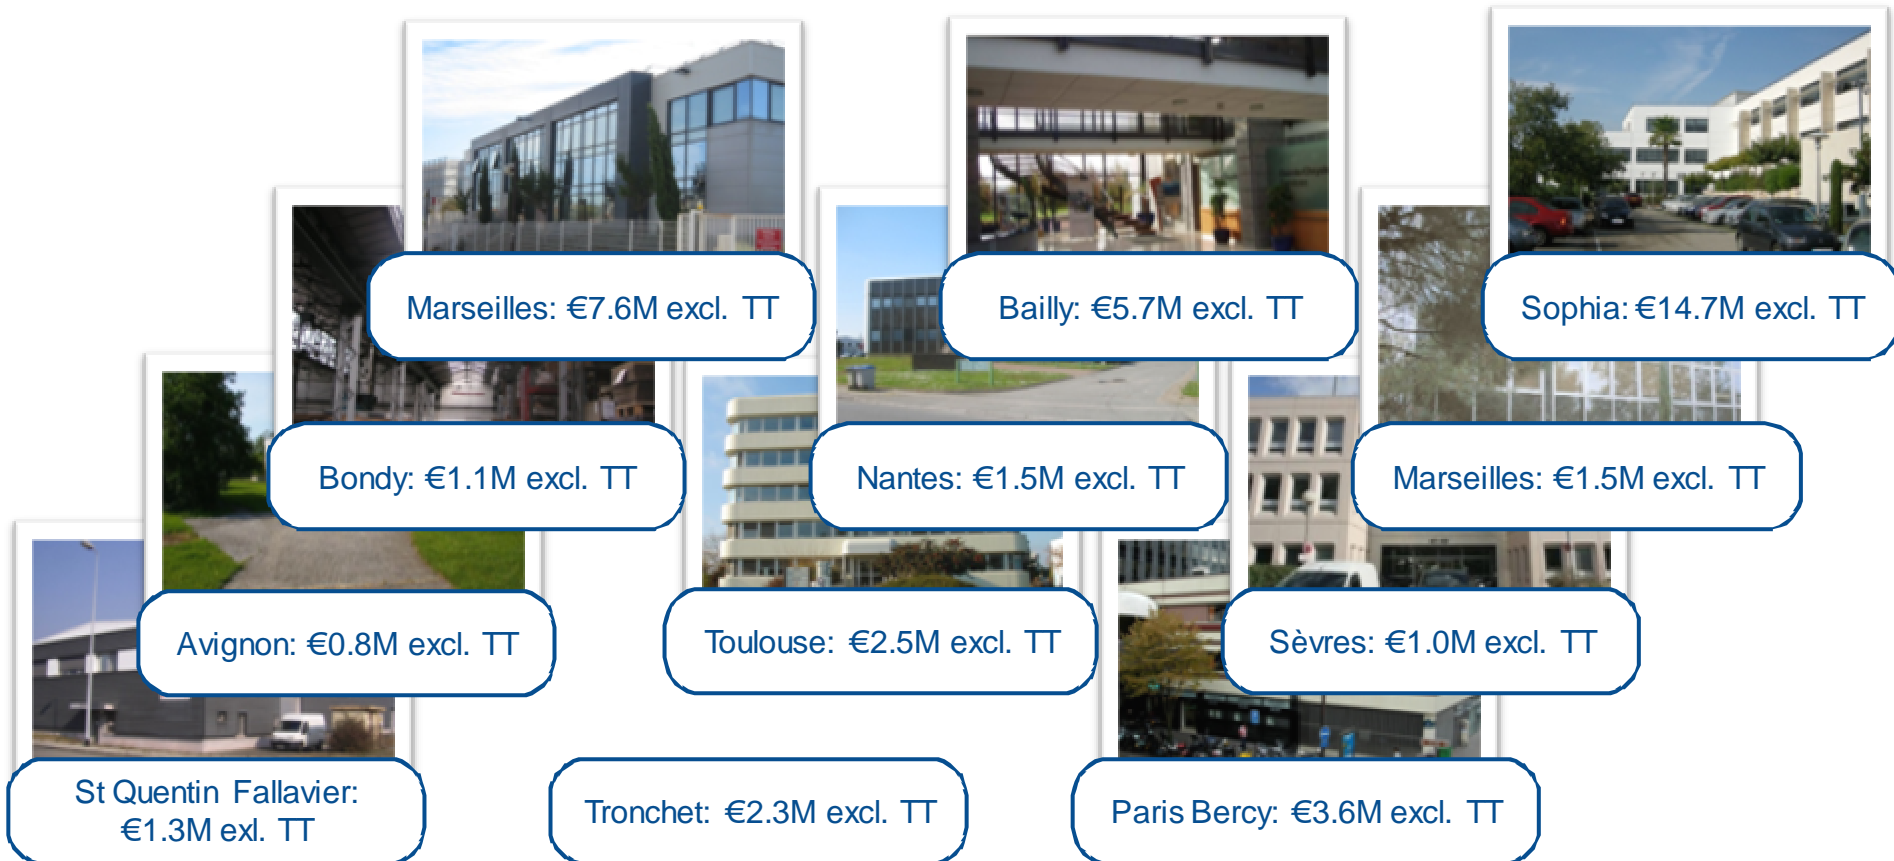 Marseilles: €7.6M excl. TT
Bailly: €5.7M excl. TT
Sophia: €14.7M excl. TT
Bondy: €1.1M excl. TT
Nantes: €1.5M excl. TT
Marseilles: €1.5M excl. TT
Avignon: €0.8M excl. TT
Toulouse: €2.5M excl. TT
Sèvres: €1.0M excl. TT
St Quentin Fallavier:
€1.3M exl. TT
Tronchet: €2.3M excl. TT
Paris Bercy: €3.6M excl. TT